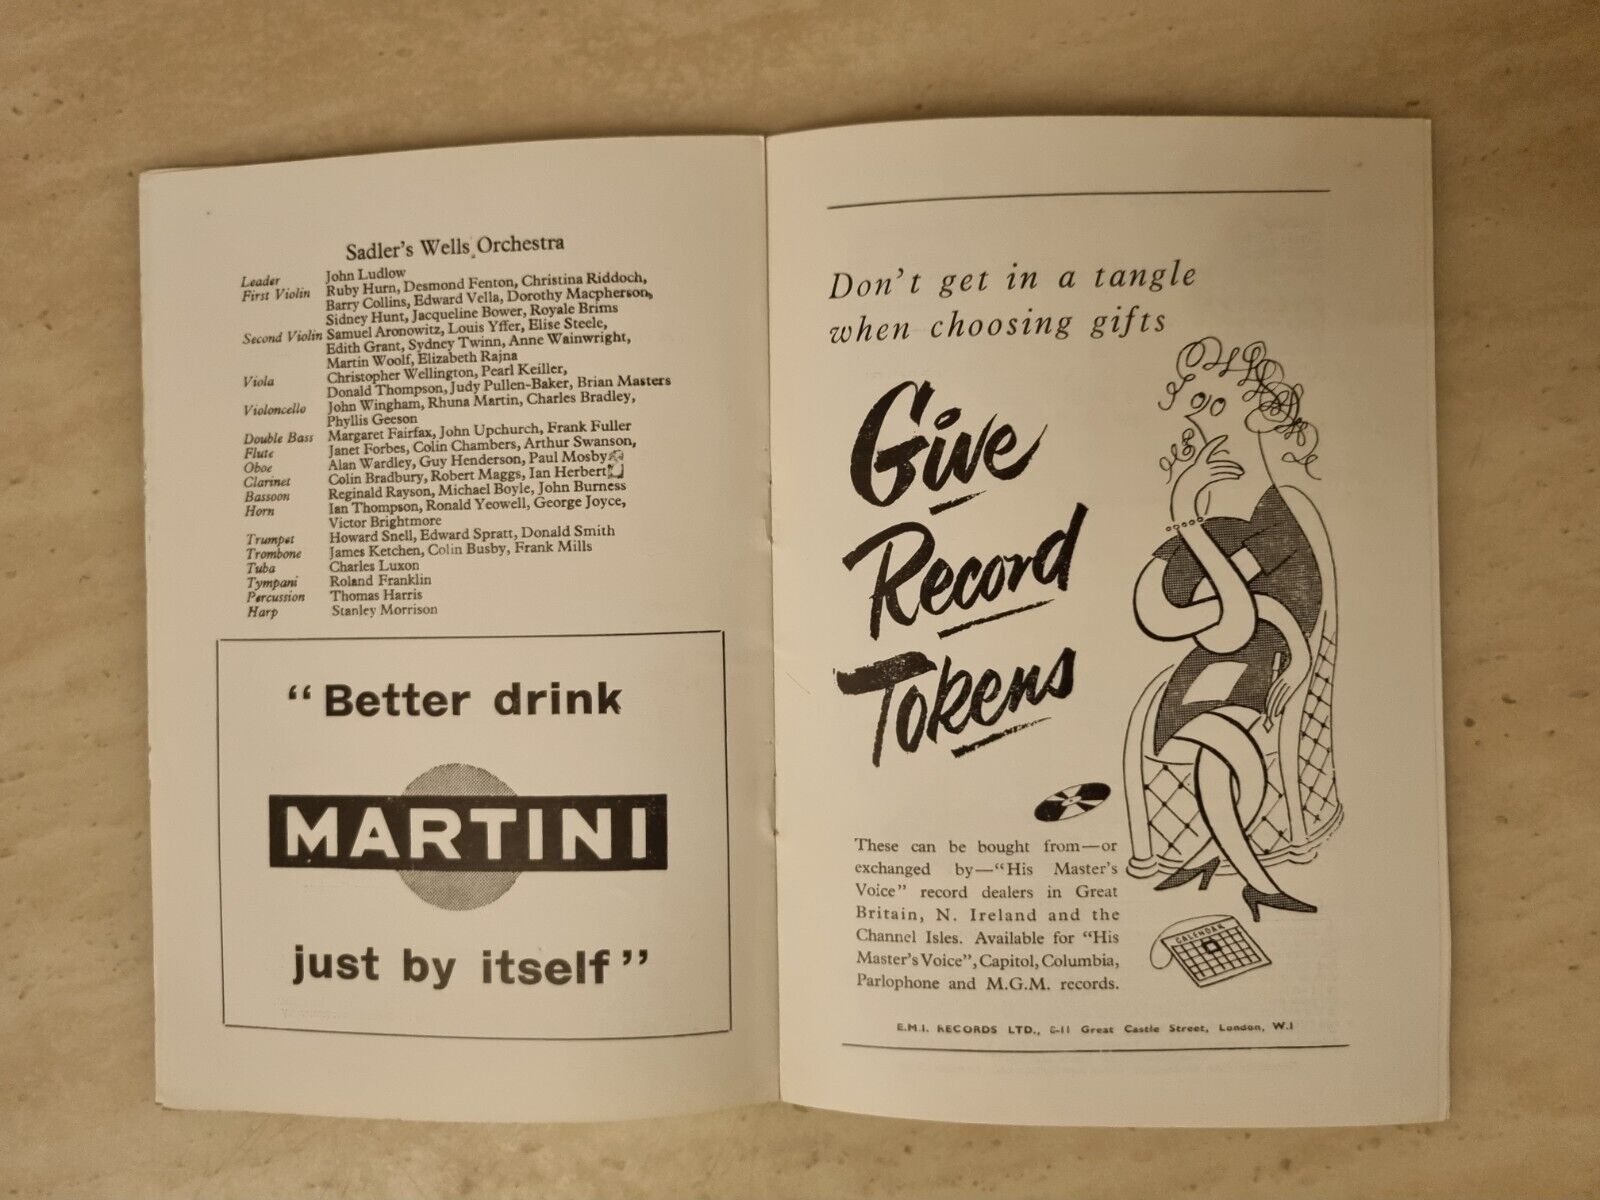 Sadler's Wells Orchestra
Leader John Ludlow
First Violin Ruby Hurn, Desmond Fenton, Christina Riddoch,
Barry Collins, Edward Vella, Dorothy Macpherson,
Sidney Hunt, Jacqueline Bower, Royale Brims
Second Violin Samuel Aronowitz, Louis Yffer, Elise Steele,
Edith Grant, Sydney Twinn, Anne Wainwright,
Martin Woolf, Elizabeth Rajna
Viola Christopher Wellington, Pearl Keiller,
Donald Thompson, Judy Pullen-Baker, Brian Masters
Violoncello John Wingham, Rhuna Martin, Charles Bradley,
Phyllis Geeson
Double Bass Margaret Fairfax, John Upchurch, Frank Fuller
Flute Janet Forbes, Colin Chambers, Arthur Swanson,
Oboe Alan Wardley, Guy Henderson, Paul Mosby
Clarinet Colin Bradbury, Robert Maggs, Ian Herbert
Bassoon Reginald Rayson, Michael Boyle, John Burness
Horn Ian Thompson, Ronald Yeowell, George Joyce,
Victor Brightmore
Trumpet Howard Snell, Edward Spratt, Donald Smith
Trombone James Ketchen, Colin Busby, Frank Mills
Tuba Charles Luxon
Tympani Roland Franklin
Percussion Thomas Harris
Harp Stanley Morrison
"Better drink
MARTINI
just by itself"
Don't get in a tangle
when choosing gifts
Give
Record
Tokens
These can be bought from—or
exchanged by—"His Master's
Voice" record dealers in Great
Britain, N. Ireland and the
Channel Isles. Available for "His
Master's Voice", Capitol, Columbia,
Parlophone and M.G.M. records.
CALENDAR
E.M.I. RECORDS LTD., 8-11 Great Castle Street, London, W.1